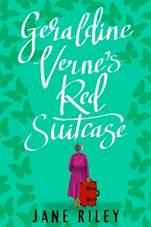 Geraldine
Verne's
Red
Suitcase
JANE RILEY